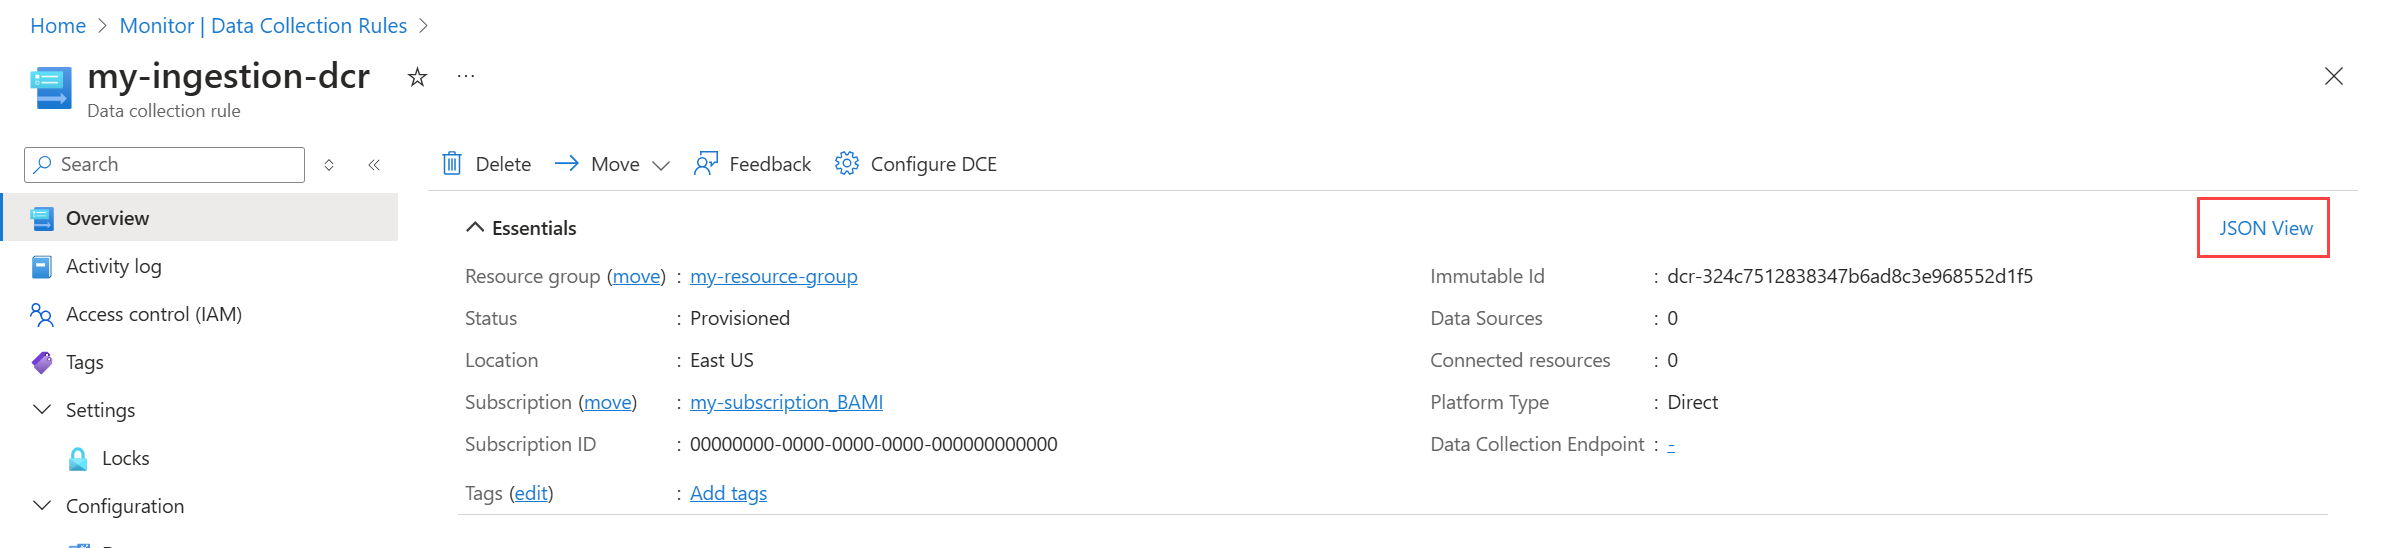 Home > Monitor | Data Collection Rules >
my-ingestion-dcr ☆ ...
Data collection rule
Search
Delete Move Feedback Configure DCE
Overview
Activity log
Access control (IAM)
Tags
Settings
Locks
Configuration
Essentials
JSON View
Resource group (move) : my-resource-group
Status : Provisioned
Location : East US
Subscription (move) : my-subscription_BAMI
Subscription ID : 00000000-0000-0000-0000-000000000000
Tags (edit) : Add tags
Immutable Id : dcr-324c7512838347b6ad8c3e968552d1f5
Data Sources : 0
Connected resources : 0
Platform Type : Direct
Data Collection Endpoint : -